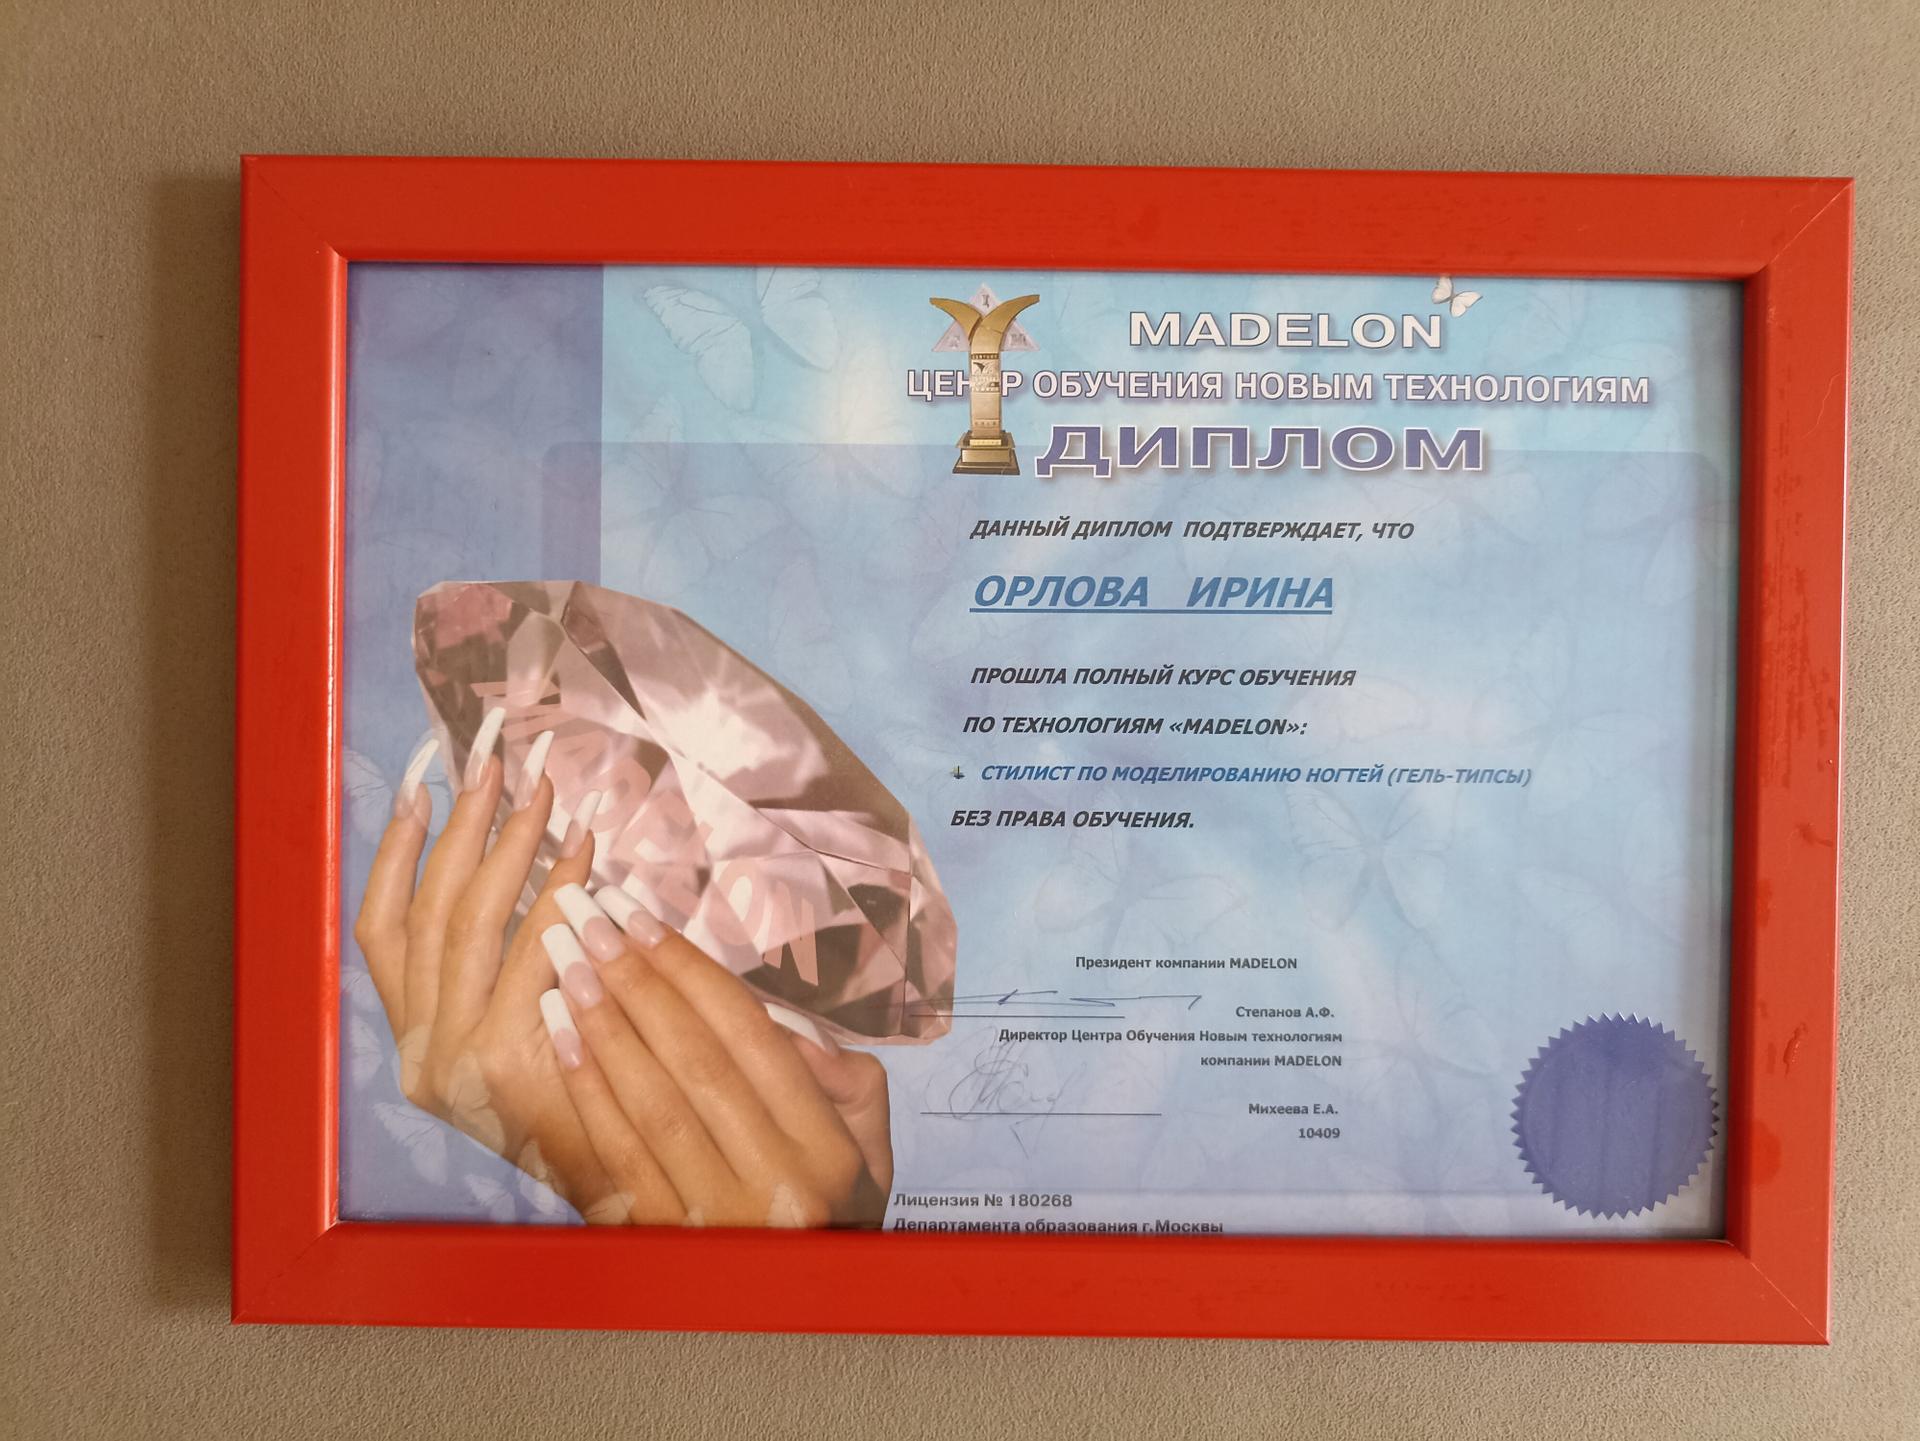 MADELON
ЦЕНТР ОБУЧЕНИЯ НОВЫМ ТЕХНОЛОГИЯМ
ДИПЛОМ
ДАННЫЙ ДИПЛОМ ПОДТВЕРЖДАЕТ, ЧТО
ОРЛОВА ИРИНА
ПРОШЛА ПОЛНЫЙ КУРС ОБУЧЕНИЯ
ПО ТЕХНОЛОГИЯМ «MADELON»:
СТИЛИСТ ПО МОДЕЛИРОВАНИЮ НОГТЕЙ (ГЕЛЬ-ТИПСЫ)
БЕЗ ПРАВА ОБУЧЕНИЯ.
MADELON
Президент компании MADELON
Степанов А.Ф.
Директор Центра Обучения Новым технологиям
компании MADELON
Михеева Е.А.
10409
Лицензия № 180268
Департамента образования г.Москвы